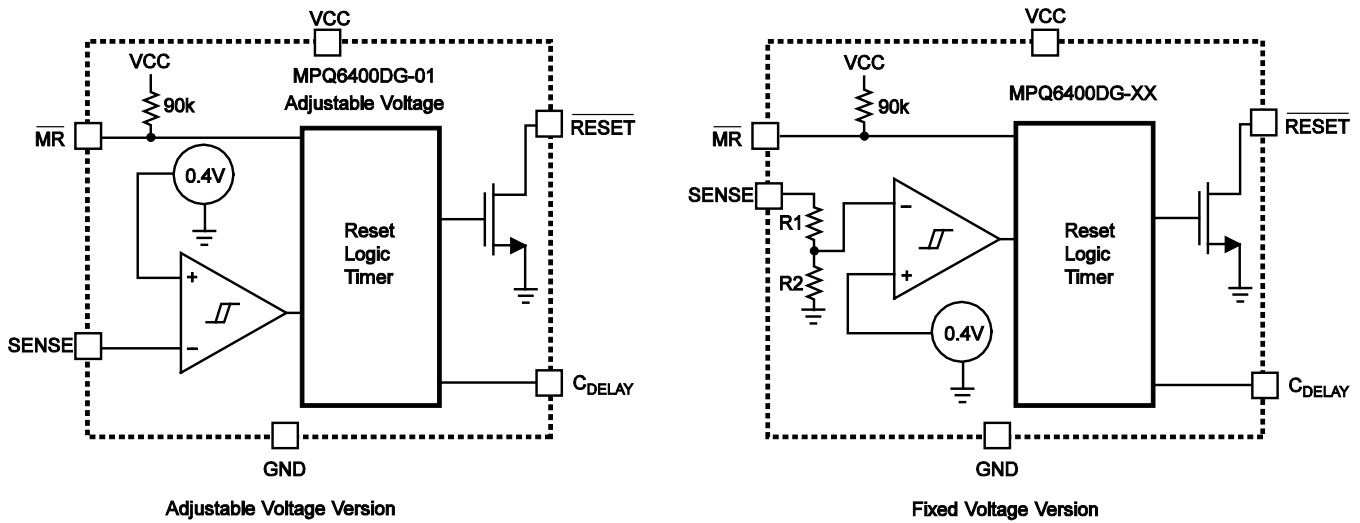 VCC
VCC
MPQ6400DG-01
Adjustable Voltage
90k
MR
RESET
0.4V
Reset
Logic
Timer
+
−
SENSE
CDELAY
GND
Adjustable Voltage Version
VCC
VCC
MPQ6400DG-XX
90k
MR
RESET
SENSE
R1
R2
−
+
Reset
Logic
Timer
0.4V
CDELAY
GND
Fixed Voltage Version